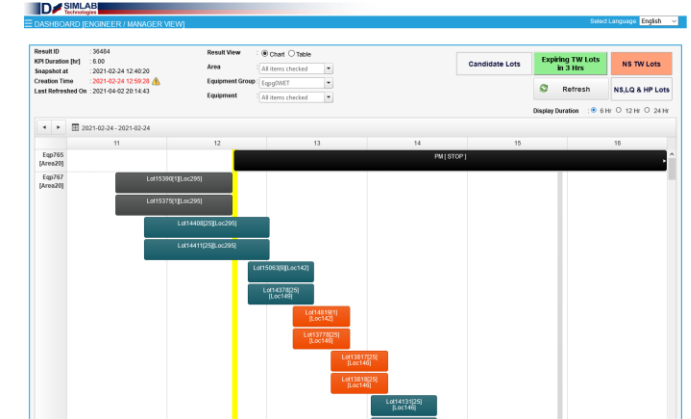 D SIMLAB
Technologies
DASHBOARD [ENGINEER / MANAGER VIEW]
Select Language English
Result ID : 36484
KPI Duration [hr] : 6.00
Snapshot at : 2021-02-24 12:40:20
Creation Time : 2021-02-24 12:59:26
Last Refreshed On : 2021-04-02 20:14:43
Result View : Chart Table
Area : All items checked
Equipment Group : EqpgWET
Equipment : All items checked
Candidate Lots
Expiring TW Lots in 3 Hrs
NS TW Lots
Refresh
NS,LQ & HP Lots
Display Duration : 6 Hr 12 Hr 24 Hr
2021-02-24 - 2021-02-24
11 12 13 14 15 16
Eqp765
[Area20]
PM [ STOP ]
Eqp767
[Area20]
Lot15390[1][Loc295]
Lot15375[1][Loc295]
Lot14408[25][Loc295]
Lot14411[25][Loc295]
Lot15063[9][Loc142]
Lot14378[25]
[Loc149]
Lot14819[1]
[Loc142]
Lot13778[25]
[Loc146]
Lot13817[25]
[Loc146]
Lot13818[25]
[Loc146]
Lot14131[25]
[Loc146]